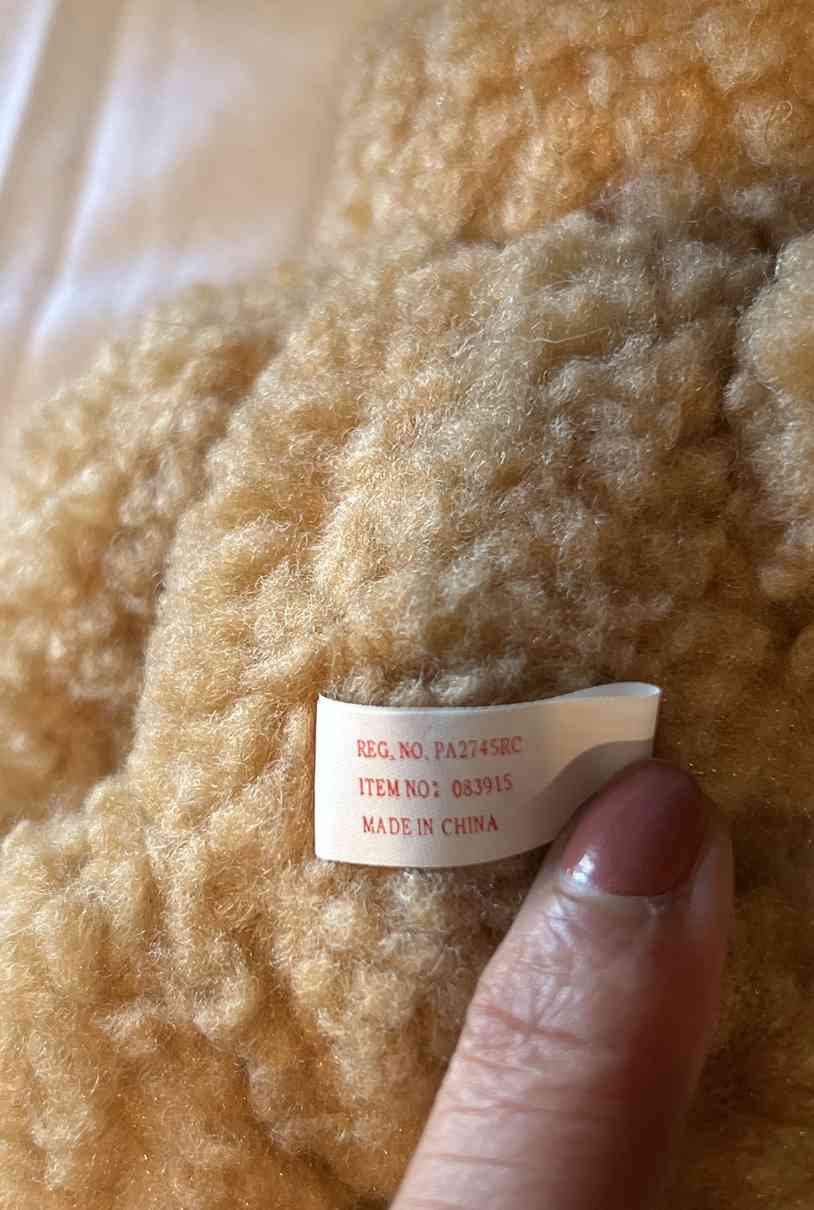 REG. NO. PA2745RC
ITEM NO: 083915
MADE IN CHINA